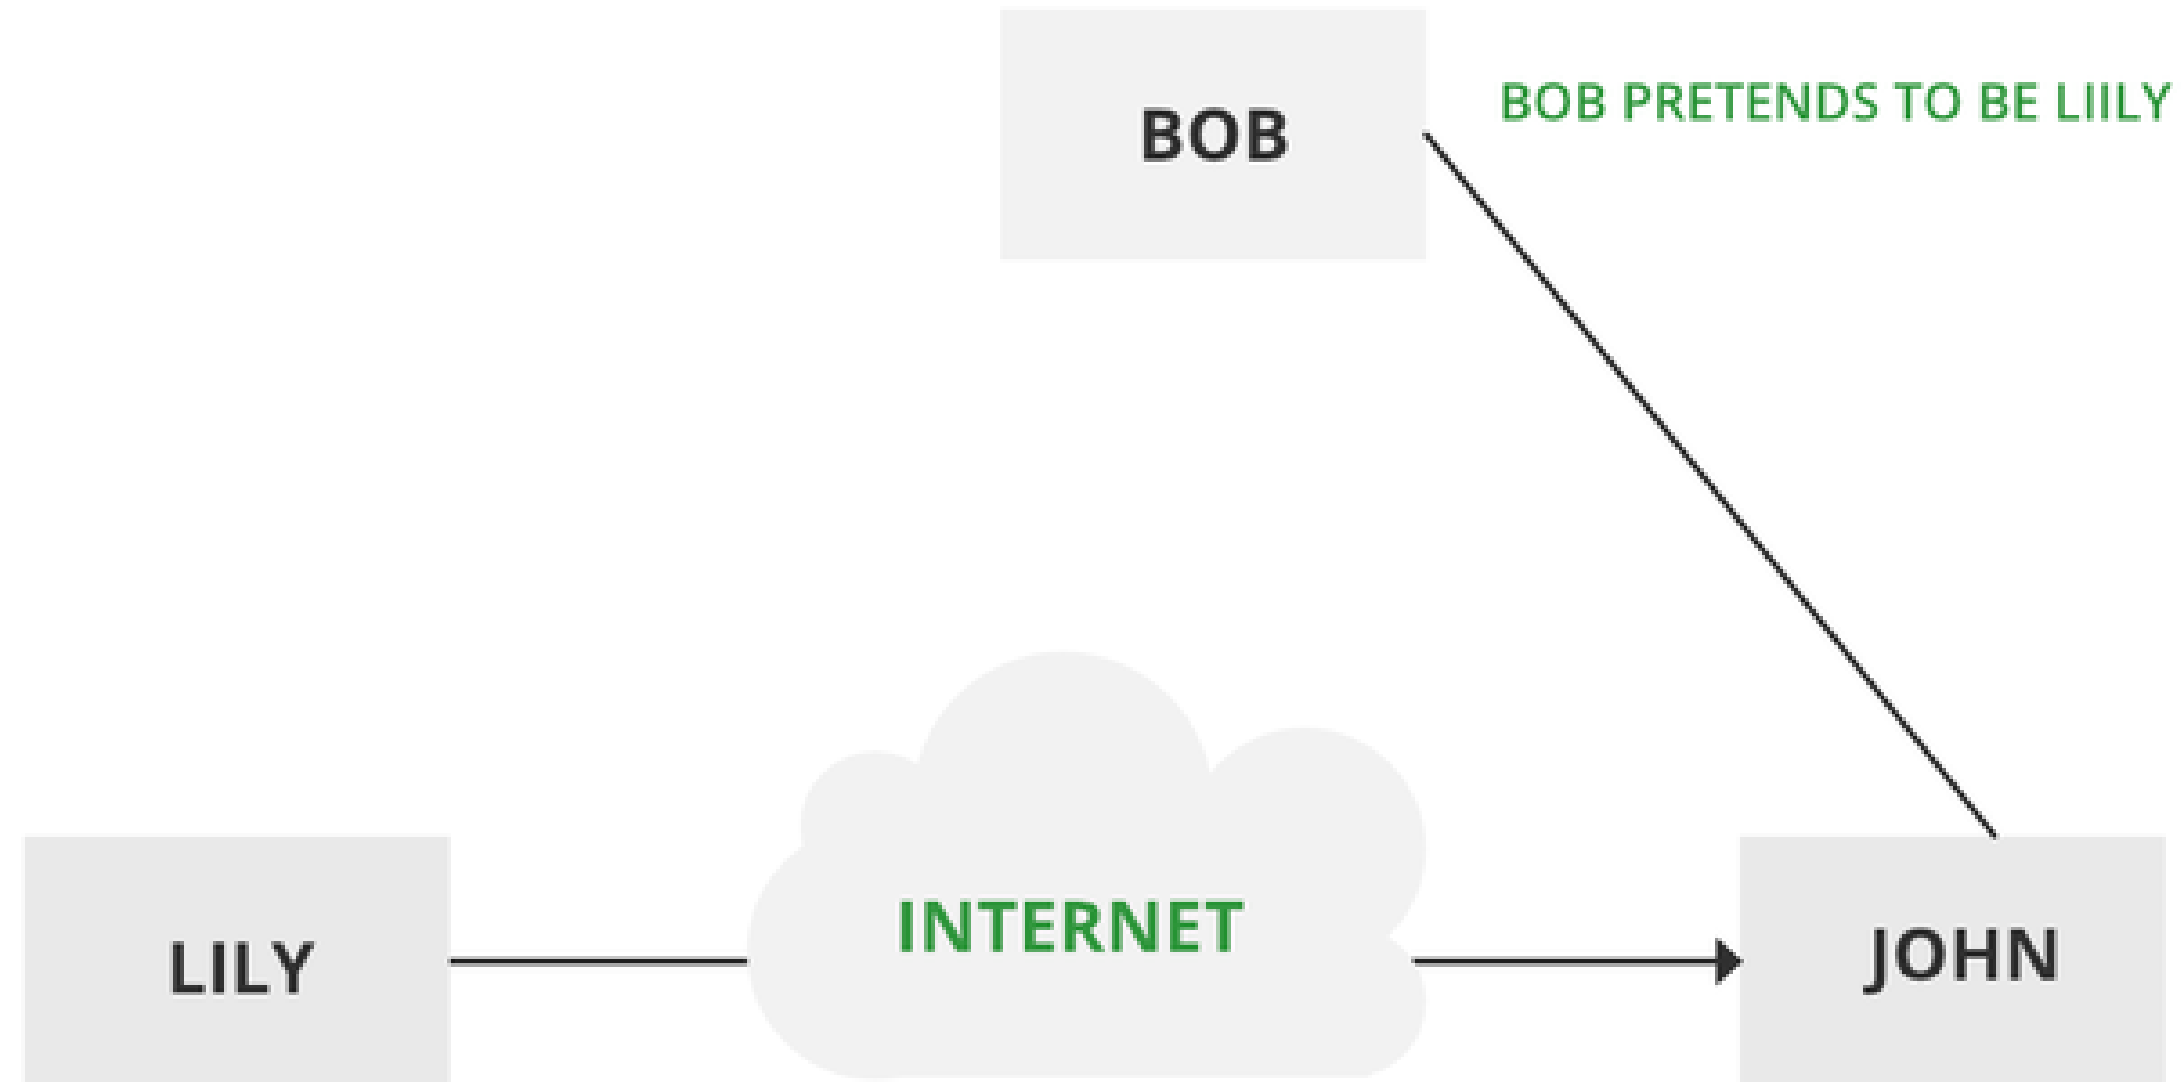 BOB
BOB PRETENDS TO BE LIILY
INTERNET
LILY
JOHN